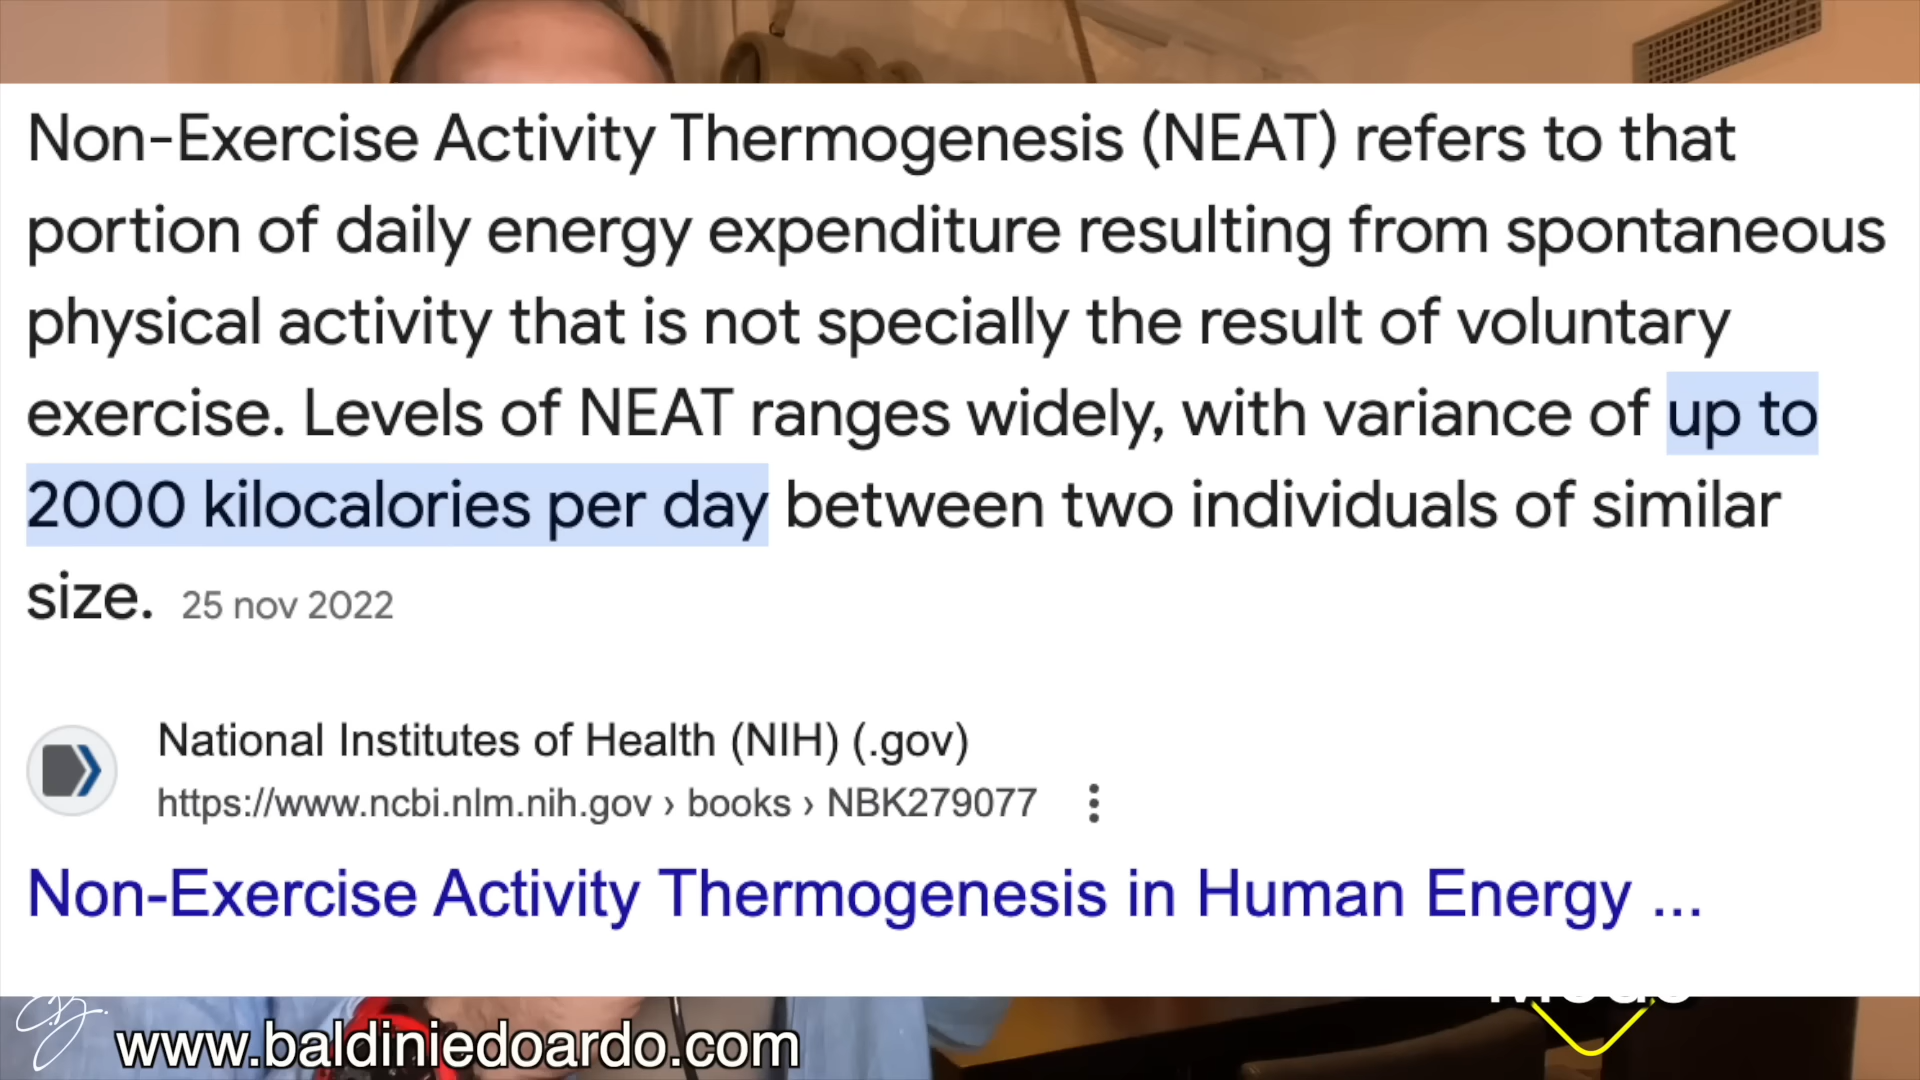 Non-Exercise Activity Thermogenesis (NEAT) refers to that
portion of daily energy expenditure resulting from spontaneous
physical activity that is not specially the result of voluntary
exercise. Levels of NEAT ranges widely, with variance of up to
2000 kilocalories per day between two individuals of similar
size. 25 nov 2022
National Institutes of Health (NIH) (.gov)
https://www.ncbi.nlm.nih.gov › books › NBK279077
Non-Exercise Activity Thermogenesis in Human Energy ...
www.baldiniedoardo.com